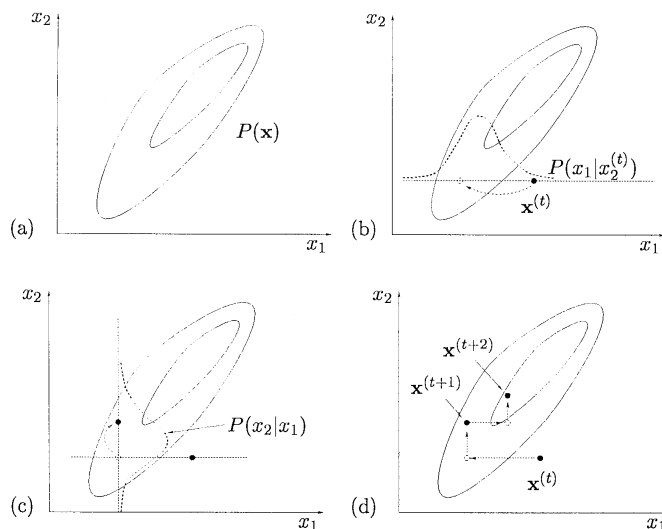 x₂
P(x)
(a)
x₁
x₂
P(x₁|x₂⁽ᵗ⁾)
x⁽ᵗ⁾
(b)
x₁
x₂
P(x₂|x₁)
(c)
x₁
x₂
x⁽ᵗ⁺²⁾
x⁽ᵗ⁺¹⁾
x⁽ᵗ⁾
(d)
x₁